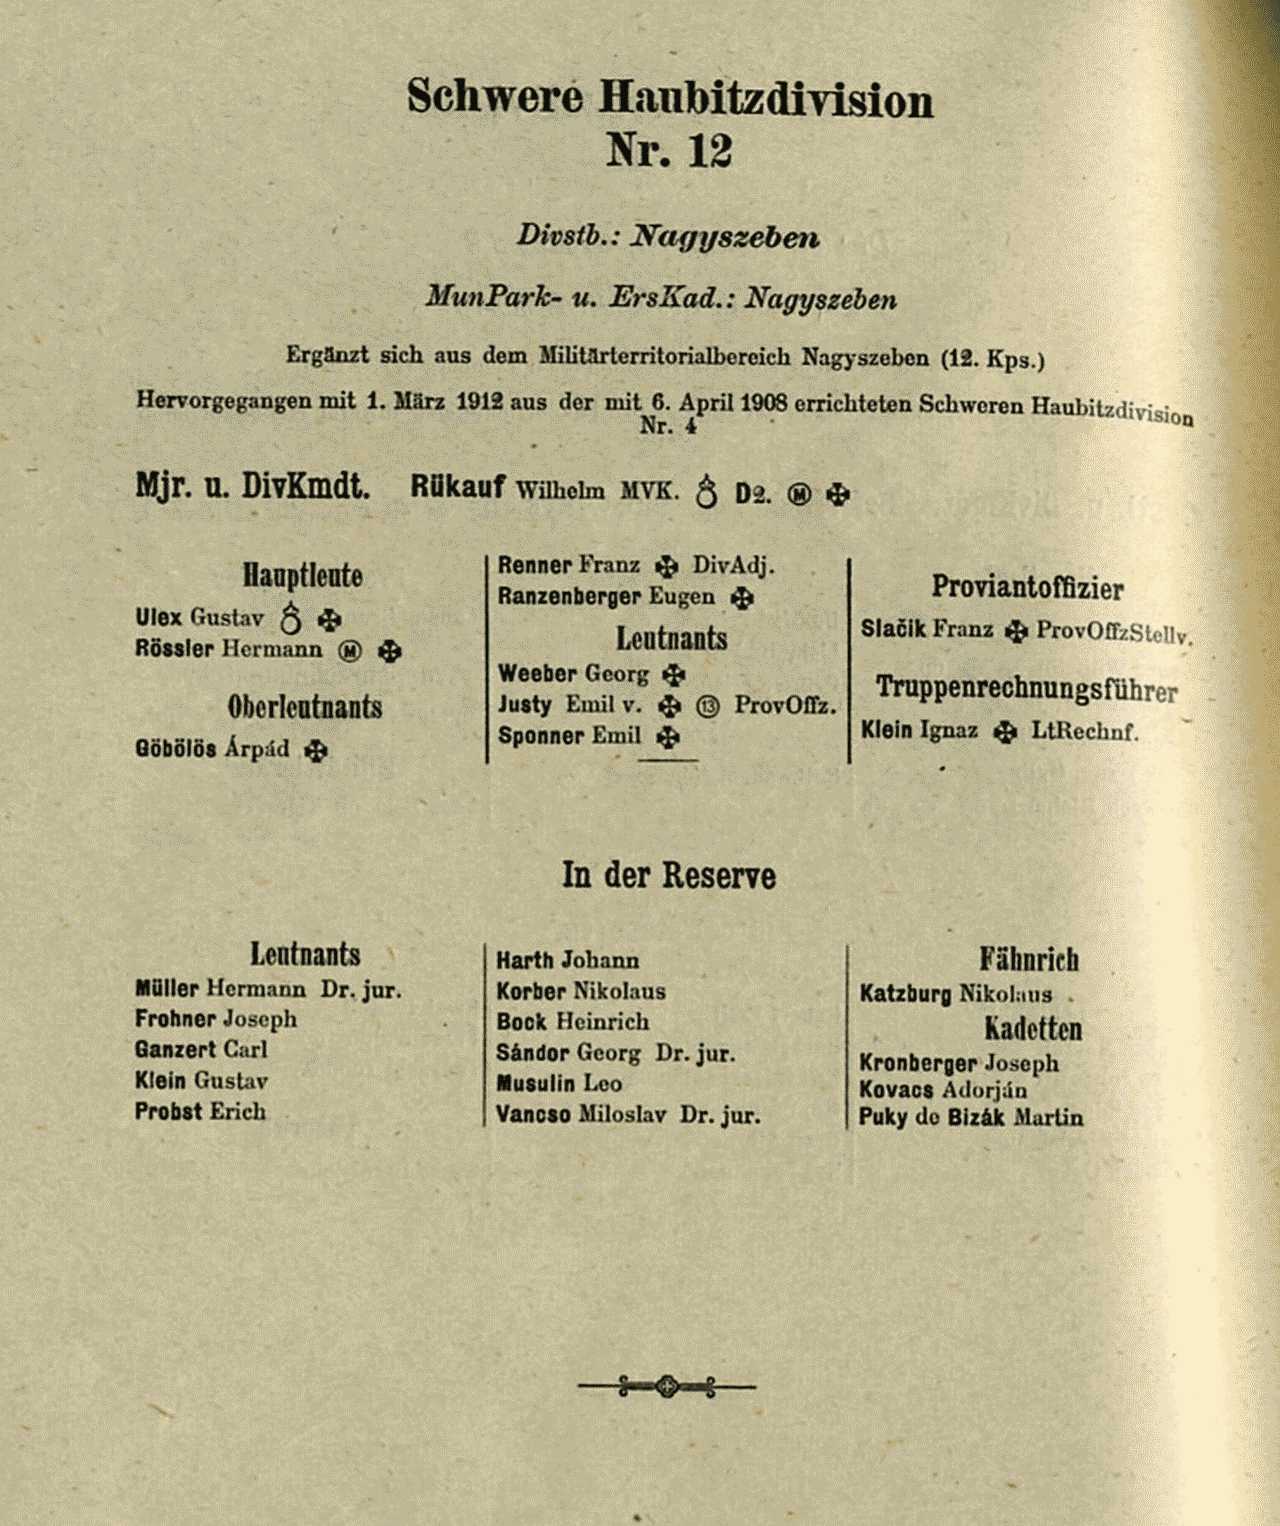 Schwere Haubitzdivision
Nr. 12
Divstb.: Nagyszeben
MunPark- u. ErsKad.: Nagyszeben
Ergänzt sich aus dem Militärterritorialbereich Nagyszeben (12. Kps.)
Hervorgegangen mit 1. März 1912 aus der mit 6. April 1908 errichteten Schweren Haubitzdivision
Nr. 4
Mjr. u. DivKmdt. Rükauf Wilhelm MVK. D2. Ⓜ ✠
Hauptleute
Ulex Gustav ✠
Rössler Hermann Ⓜ ✠
Oberleutnants
Göbölös Árpád ✠
Renner Franz ✠ DivAdj.
Ranzenberger Eugen ✠
Leutnants
Weeber Georg ✠
Justy Emil v. ✠ ⑬ ProvOffz.
Sponner Emil ✠
Proviantoffizier
Slačik Franz ✠ ProvOffzStellv.
Truppenrechnungsführer
Klein Ignaz ✠ LtRechnf.
In der Reserve
Leutnants
Müller Hermann Dr. jur.
Frohner Joseph
Ganzert Carl
Klein Gustav
Probst Erich
Harth Johann
Korber Nikolaus
Bock Heinrich
Sándor Georg Dr. jur.
Musulin Leo
Vancso Miloslav Dr. jur.
Fähnrich
Katzburg Nikolaus
Kadetten
Kronberger Joseph
Kovacs Adorján
Puky de Bizák Martin